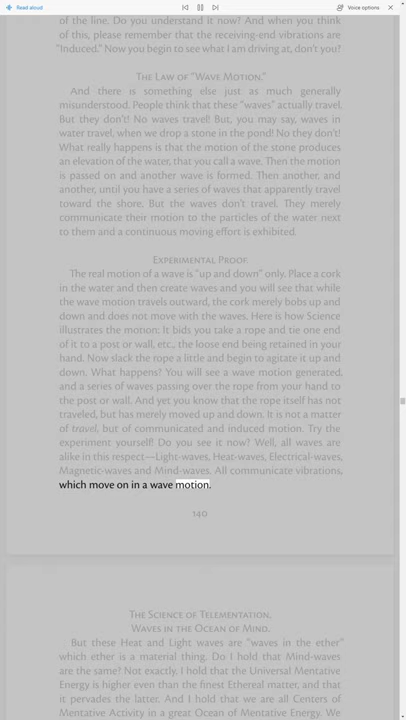 Read aloud
Voice options
of the line. Do you understand it now? And when you think
of this, please remember that the receiving-end vibrations are
"Induced." Now you begin to see what I am driving at, don't you?
The Law of "Wave Motion."
And there is something else just as much generally
misunderstood. People think that these "waves" actually travel.
But they don't! No waves travel! But, you may say, waves in
water travel, when we drop a stone in the pond! No they don't!
What really happens is that the motion of the stone produces
an elevation of the water, that you call a wave. Then the motion
is passed on and another wave is formed. Then another, and
another, until you have a series of waves that apparently travel
toward the shore. But the waves don't travel. They merely
communicate their motion to the particles of the water next
to them and a continuous moving effort is exhibited.
Experimental Proof.
The real motion of a wave is "up and down" only. Place a cork
in the water and then create waves and you will see that while
the wave motion travels outward, the cork merely bobs up and
down and does not move with the waves. Here is how Science
illustrates the motion: It bids you take a rope and tie one end
of it to a post or wall, etc., the loose end being retained in your
hand. Now slack the rope a little and begin to agitate it up and
down. What happens? You will see a wave motion generated,
and a series of waves passing over the rope from your hand to
the post or wall. And yet you know that the rope itself has not
traveled, but has merely moved up and down. It is not a matter
of travel, but of communicated and induced motion. Try the
experiment yourself! Do you see it now? Well, all waves are
alike in this respect—Light-waves, Heat-waves, Electrical-waves,
Magnetic-waves and Mind-waves. All communicate vibrations,
which move on in a wave motion.
140
The Science of Telementation.
Waves in the Ocean of Mind.
But these Heat and Light waves are "waves in the ether"
which ether is a material thing. Do I hold that Mind-waves
are the same? Not exactly. I hold that the Universal Mentative
Energy is higher even than the finest Ethereal matter, and that
it pervades the latter. And I hold that we are all Centers of
Mentative Activity in a great Ocean of Mentative Energy. We